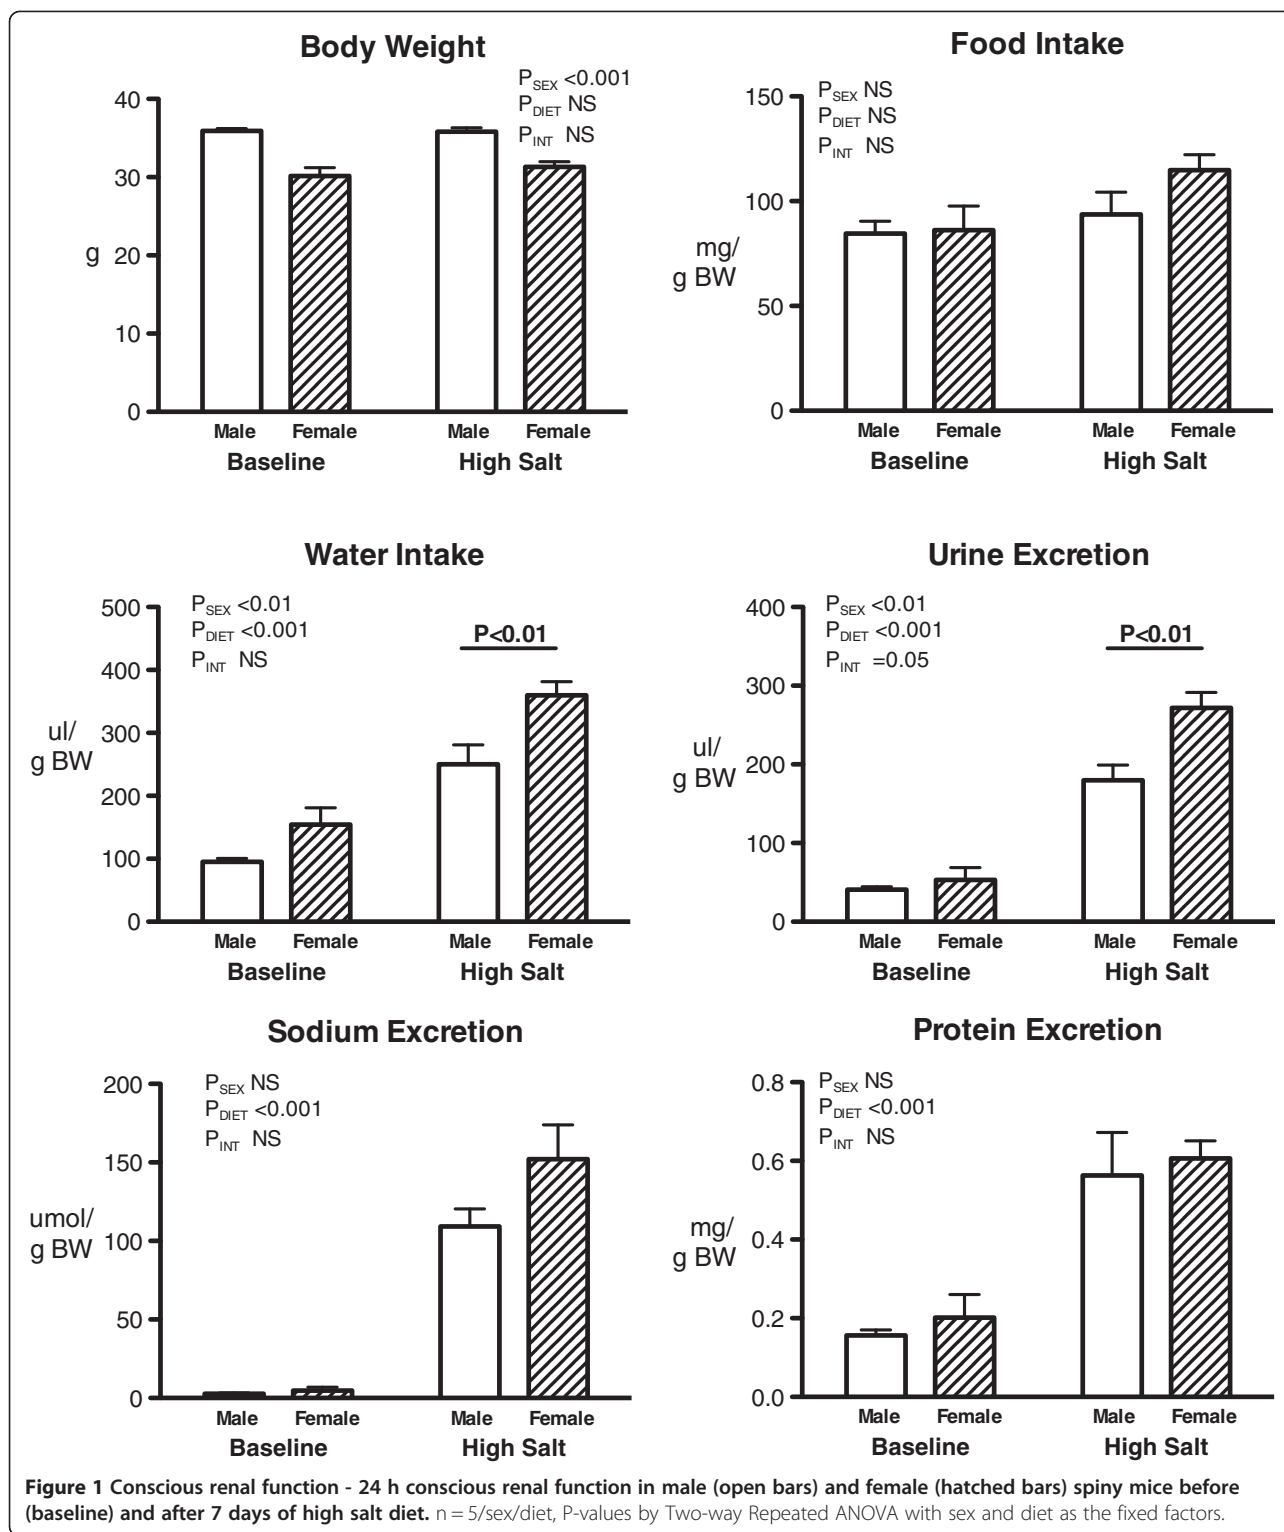 Body Weight
P_SEX <0.001
P_DIET NS
P_INT NS
40
30
g 20
10
0
Male Female Male Female
Baseline High Salt
Food Intake
P_SEX NS
P_DIET NS
P_INT NS
150
100
mg/
g BW
50
0
Male Female Male Female
Baseline High Salt
Water Intake
P_SEX <0.01
P_DIET <0.001
P_INT NS
P<0.01
500
400
300
ul/
g BW
200
100
0
Male Female Male Female
Baseline High Salt
Urine Excretion
P_SEX <0.01
P_DIET <0.001
P_INT =0.05
P<0.01
400
300
ul/
g BW
200
100
0
Male Female Male Female
Baseline High Salt
Sodium Excretion
P_SEX NS
P_DIET <0.001
P_INT NS
200
150
umol/
g BW
100
50
0
Male Female Male Female
Baseline High Salt
Protein Excretion
P_SEX NS
P_DIET <0.001
P_INT NS
0.8
0.6
0.4
mg/
g BW
0.2
0.0
Male Female Male Female
Baseline High Salt
Figure 1 Conscious renal function - 24 h conscious renal function in male (open bars) and female (hatched bars) spiny mice before
(baseline) and after 7 days of high salt diet. n = 5/sex/diet, P-values by Two-way Repeated ANOVA with sex and diet as the fixed factors.